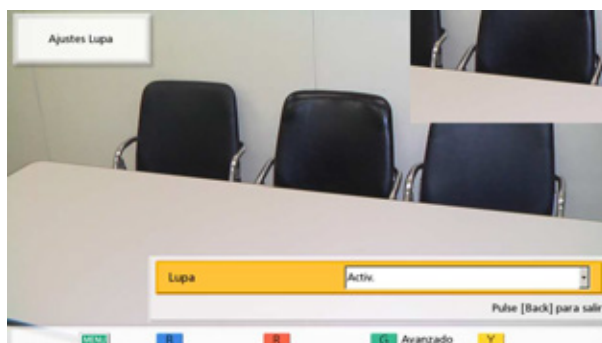 Ajustes Lupa
Lupa Activ.
Pulse [Back] para salir
MENU B R G Avanzado Y